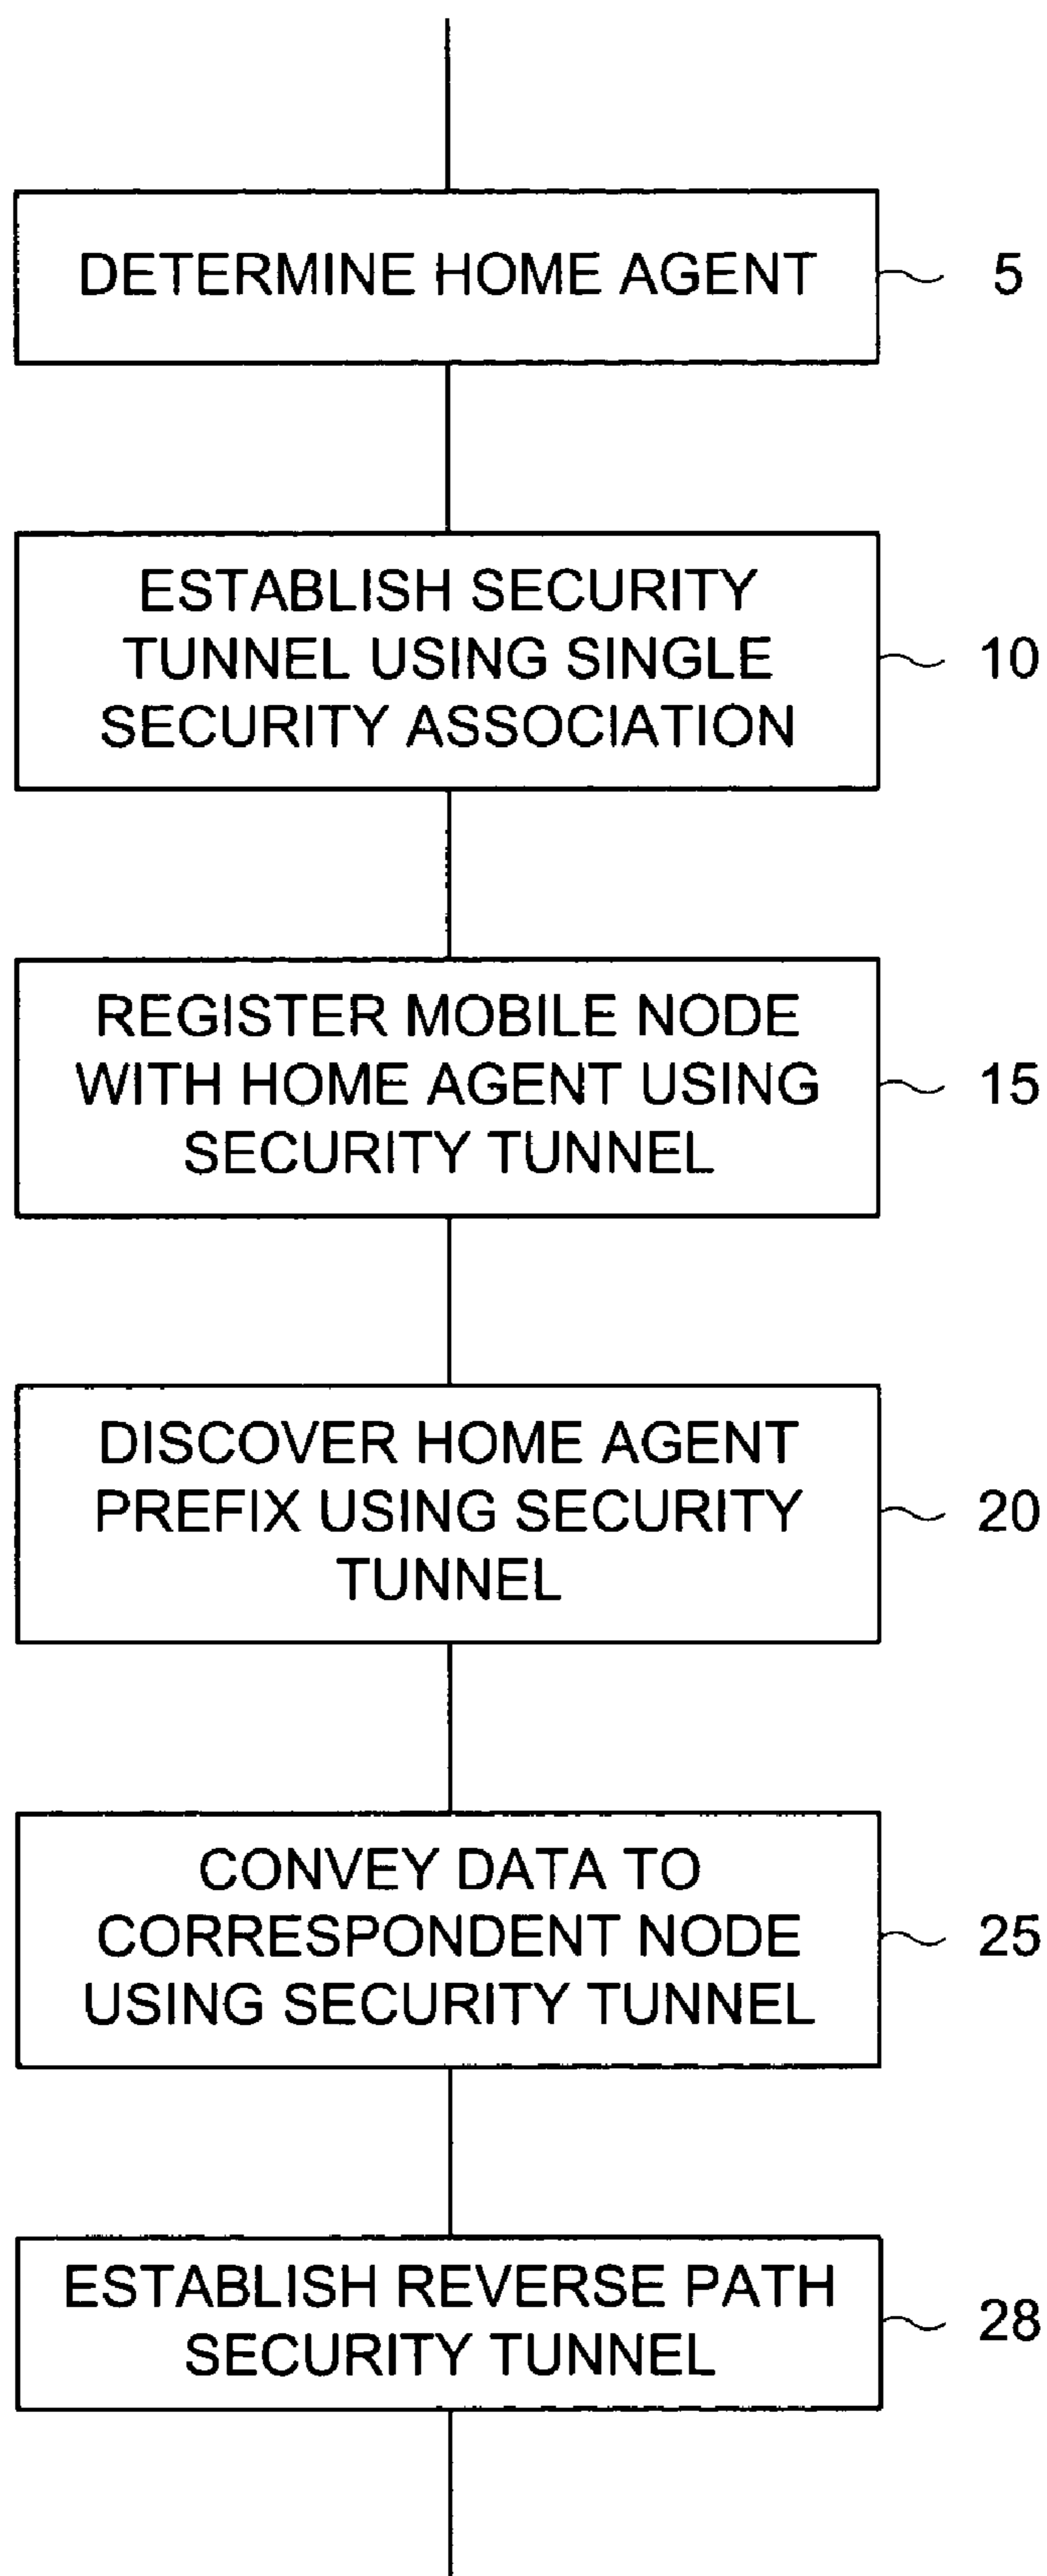 DETERMINE HOME AGENT
5
ESTABLISH SECURITY
TUNNEL USING SINGLE
SECURITY ASSOCIATION
10
REGISTER MOBILE NODE
WITH HOME AGENT USING
SECURITY TUNNEL
15
DISCOVER HOME AGENT
PREFIX USING SECURITY
TUNNEL
20
CONVEY DATA TO
CORRESPONDENT NODE
USING SECURITY TUNNEL
25
ESTABLISH REVERSE PATH
SECURITY TUNNEL
28